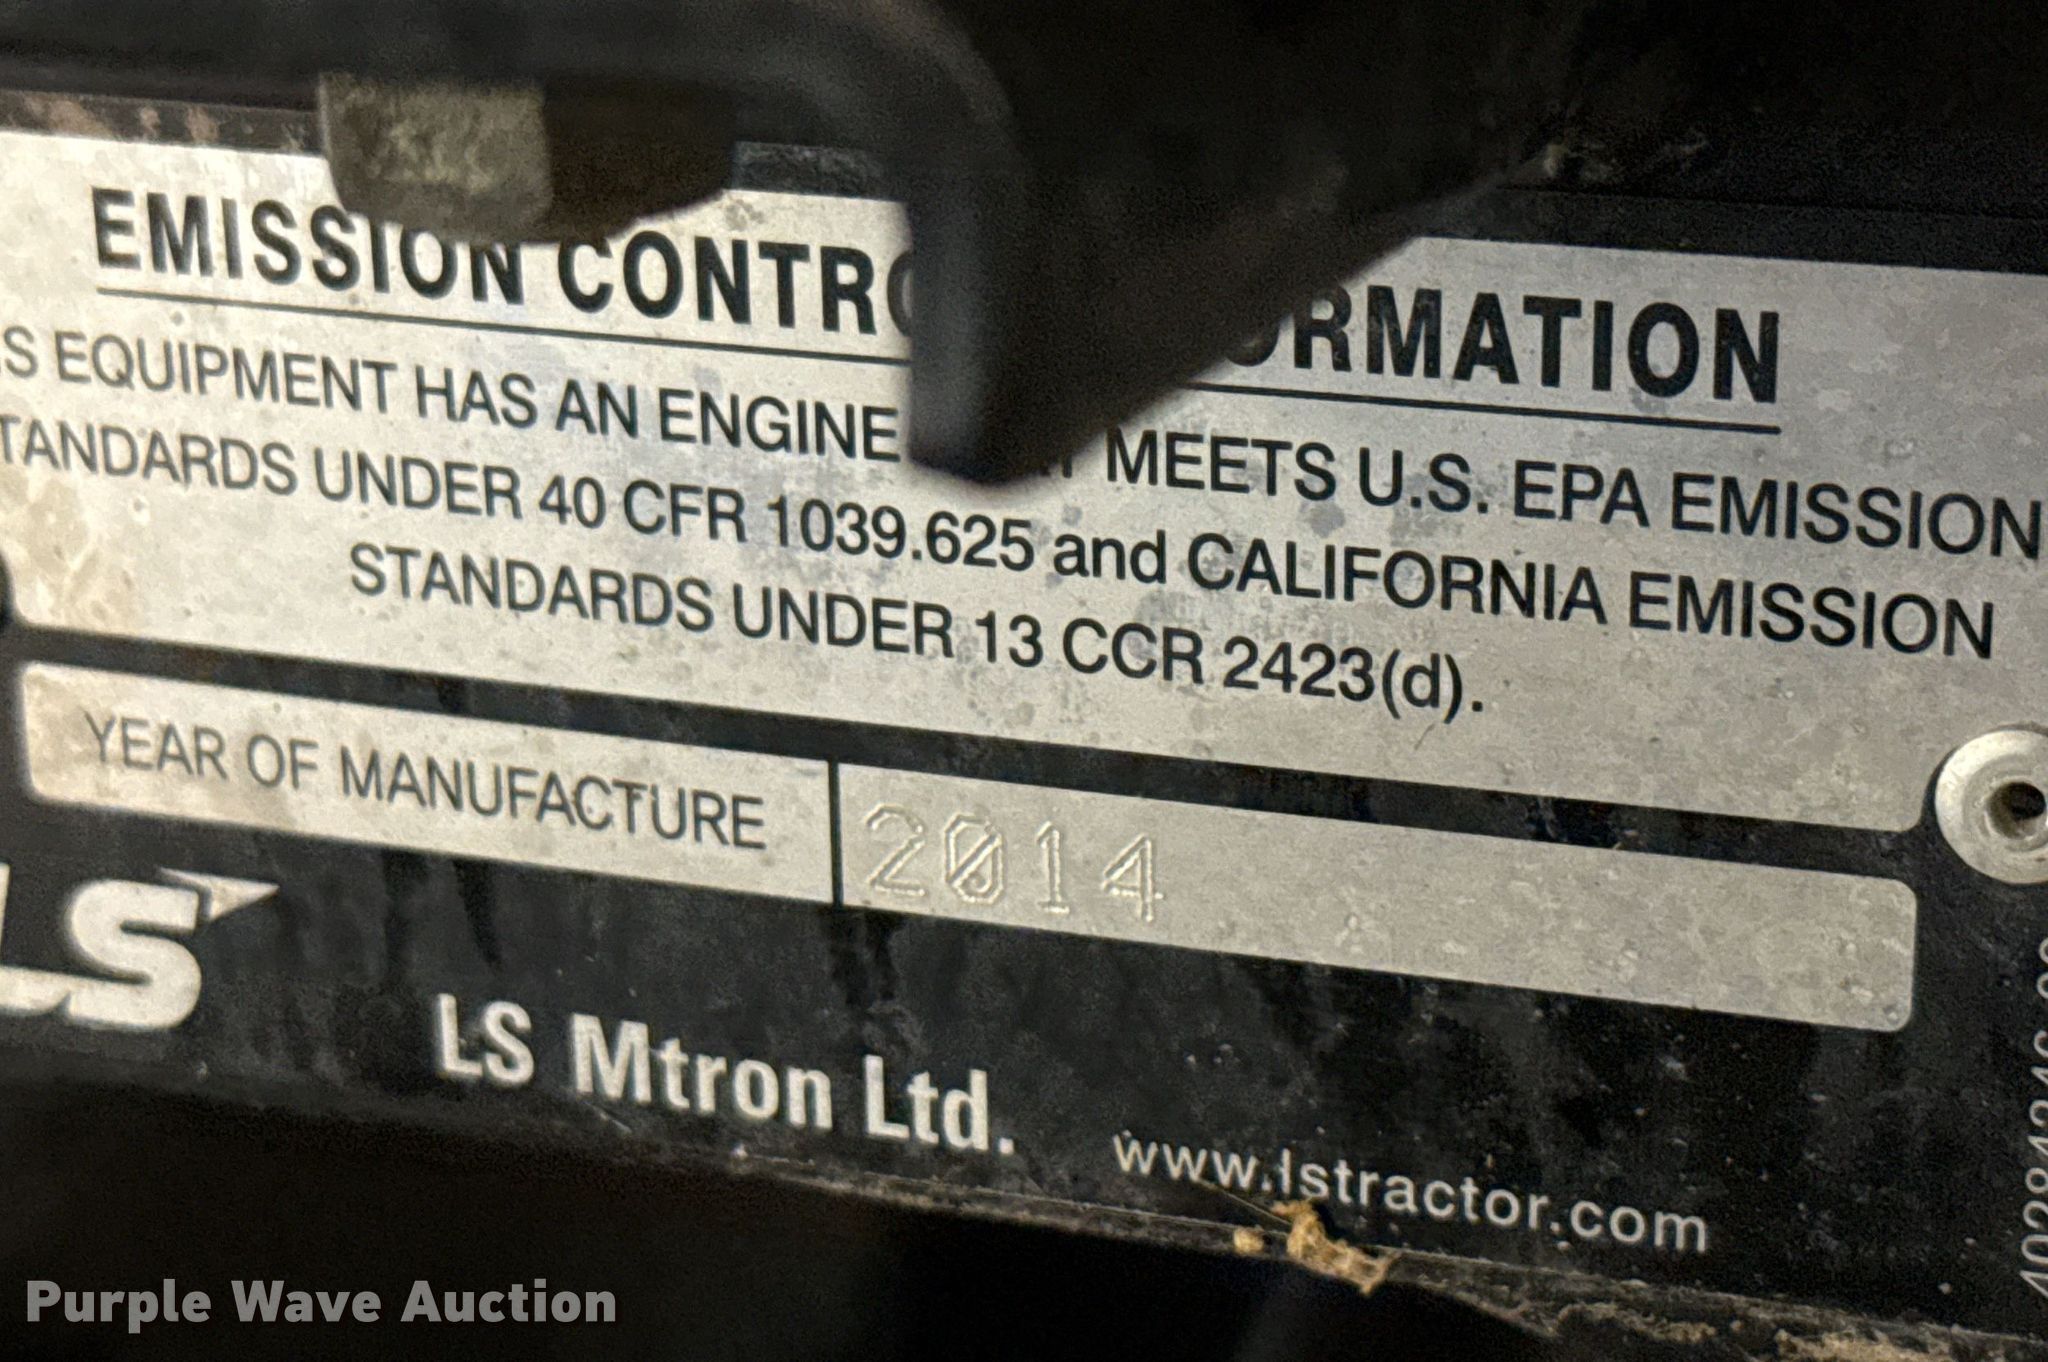 EMISSION CONTRO ORMATION
S EQUIPMENT HAS AN ENGINE MEETS U.S. EPA EMISSION
TANDARDS UNDER 40 CFR 1039.625 and CALIFORNIA EMISSION
STANDARDS UNDER 13 CCR 2423(d).
YEAR OF MANUFACTURE 2014
LS
LS Mtron Ltd.
www.lstractor.com
Purple Wave Auction